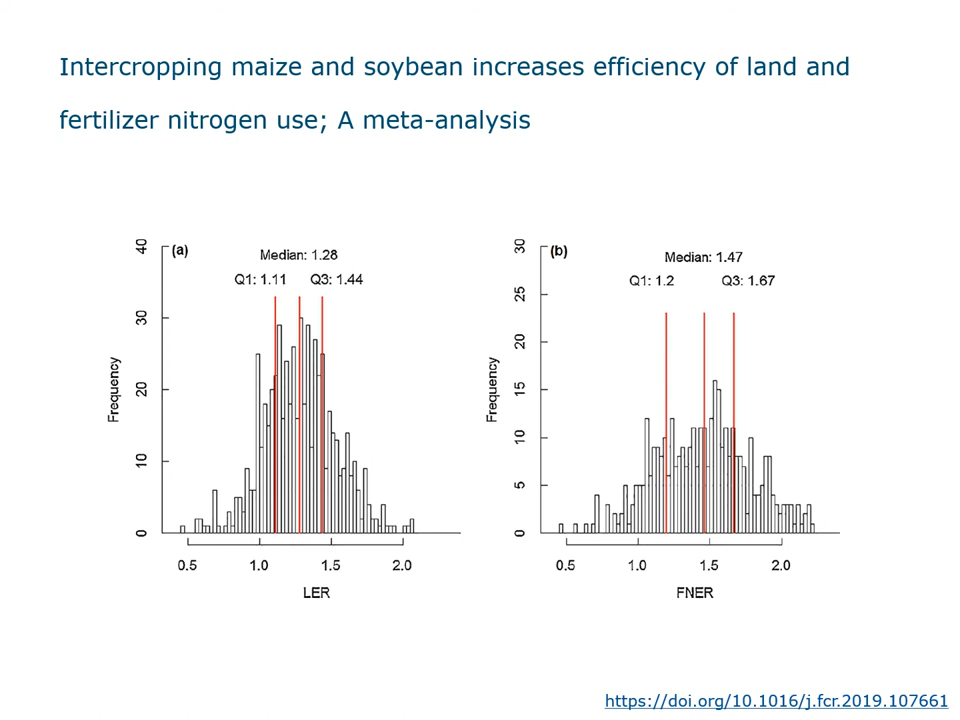 Intercropping maize and soybean increases efficiency of land and
fertilizer nitrogen use; A meta-analysis
(a)
Median: 1.28
Q1: 1.11 Q3: 1.44
Frequency
40
30
20
10
0
0.5 1.0 1.5 2.0
LER
(b)
Median: 1.47
Q1: 1.2 Q3: 1.67
Frequency
30
25
20
15
10
5
0
0.5 1.0 1.5 2.0
FNER
https://doi.org/10.1016/j.fcr.2019.107661